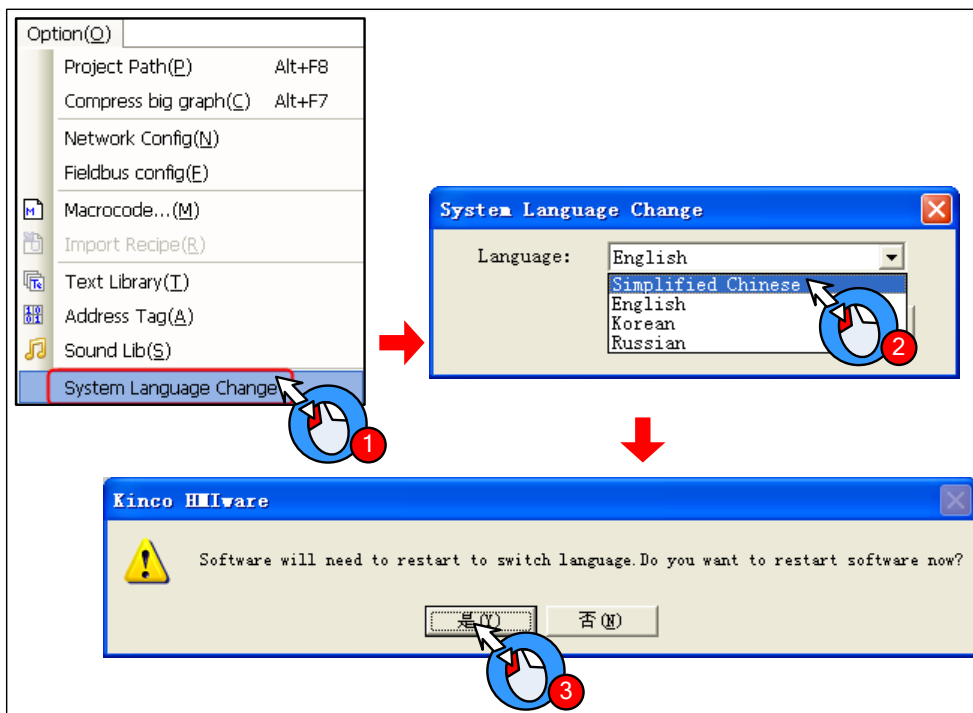 Option(O)
Project Path(P) Alt+F8
Compress big graph(C) Alt+F7
Network Config(N)
Fieldbus config(F)
Macrocode...(M)
Import Recipe(R)
Text Library(T)
Address Tag(A)
Sound Lib(S)
System Language Change
1
System Language Change
Language: English
Simplified Chinese
English
Korean
Russian
2
Kinco HMIware
Software will need to restart to switch language.Do you want to restart software now?
是(Y) 否(N)
3